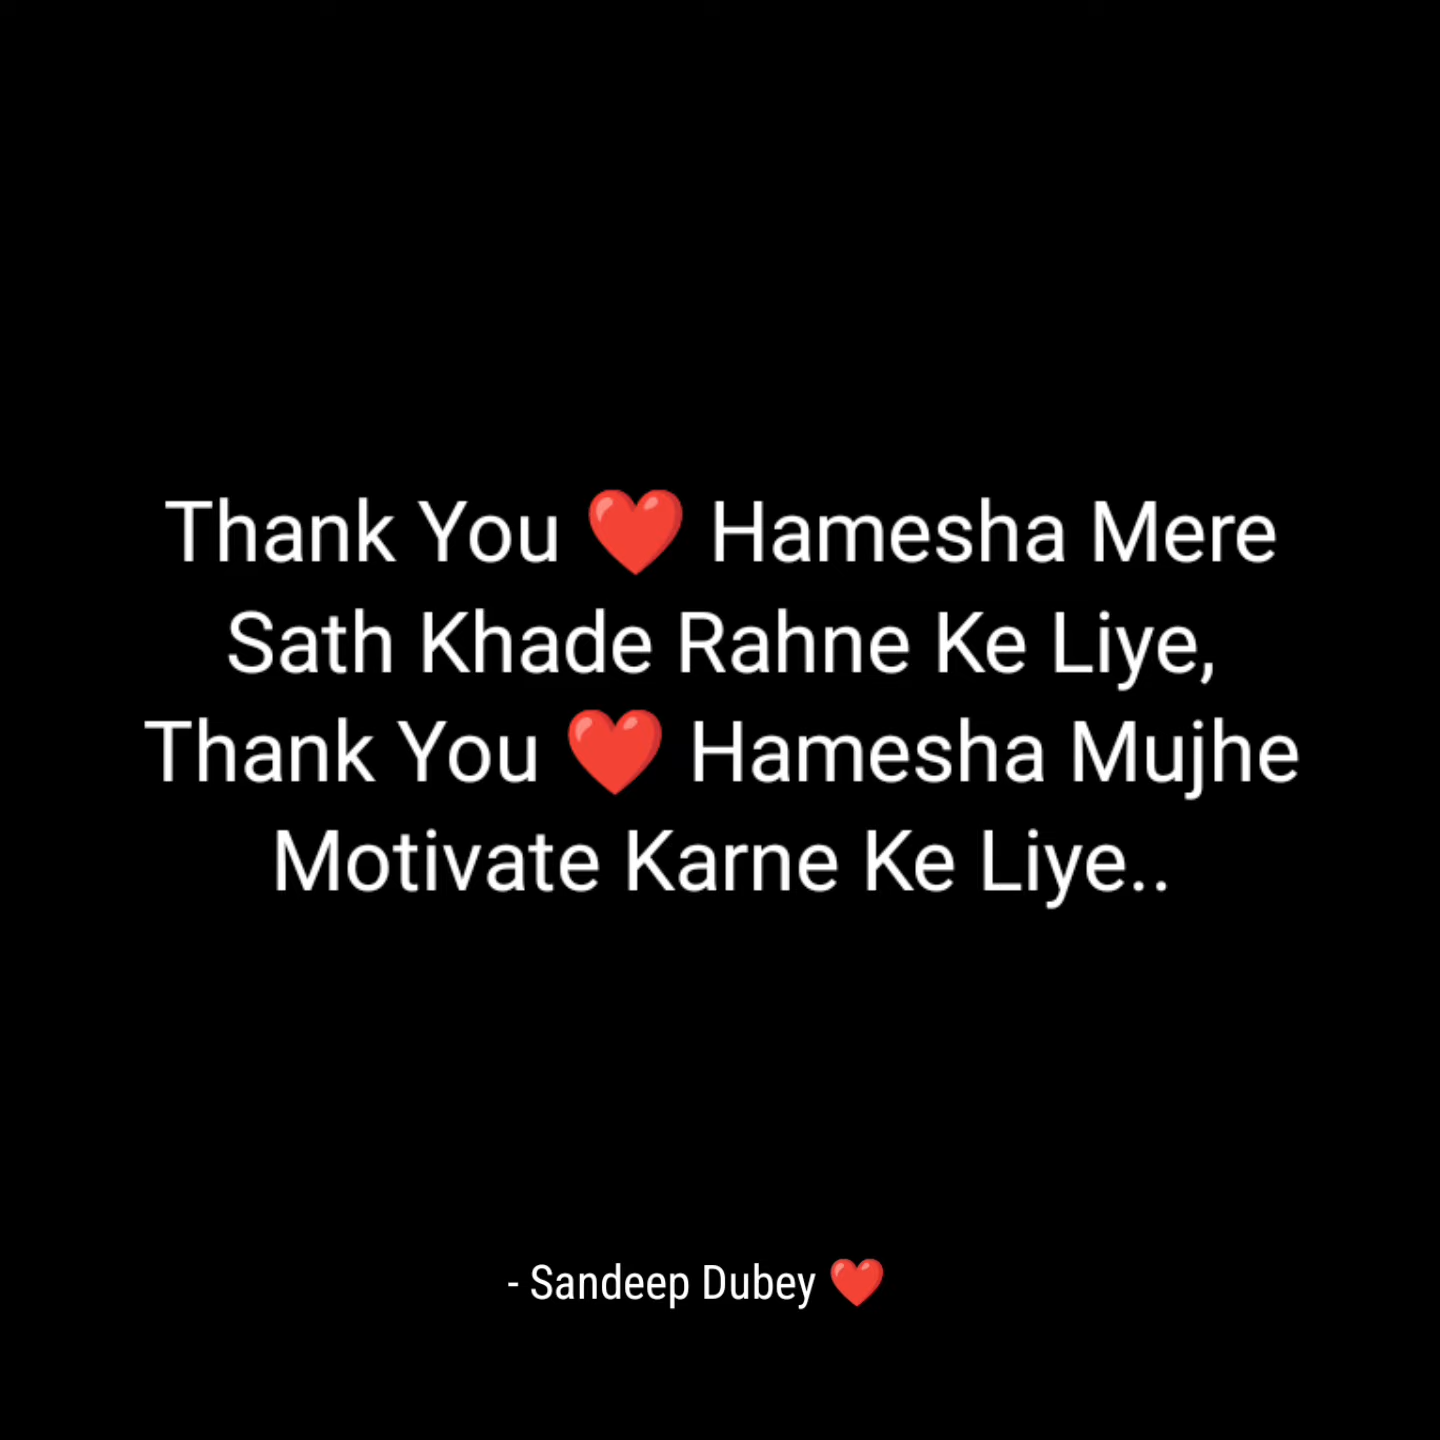 Thank You ❤️ Hamesha Mere
Sath Khade Rahne Ke Liye,
Thank You ❤️ Hamesha Mujhe
Motivate Karne Ke Liye..
- Sandeep Dubey ❤️